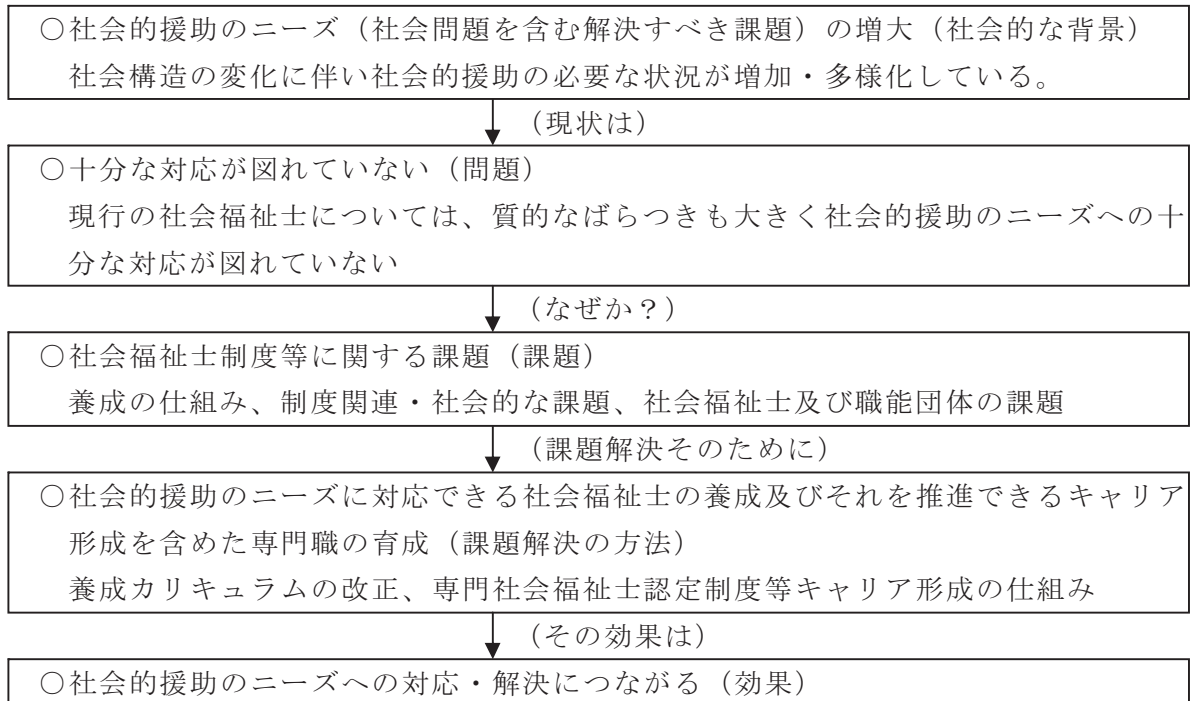 ○社会的援助のニーズ（社会問題を含む解決すべき課題）の増大（社会的な背景）
社会構造の変化に伴い社会的援助の必要な状況が増加・多様化している。
（現状は）
○十分な対応が図れていない（問題）
現行の社会福祉士については、質的なばらつきも大きく社会的援助のニーズへの十
分な対応が図れていない
（なぜか？）
○社会福祉士制度等に関する課題（課題）
養成の仕組み、制度関連・社会的な課題、社会福祉士及び職能団体の課題
（課題解決そのために）
○社会的援助のニーズに対応できる社会福祉士の養成及びそれを推進できるキャリア
形成を含めた専門職の育成（課題解決の方法）
養成カリキュラムの改正、専門社会福祉士認定制度等キャリア形成の仕組み
（その効果は）
○社会的援助のニーズへの対応・解決につながる（効果）